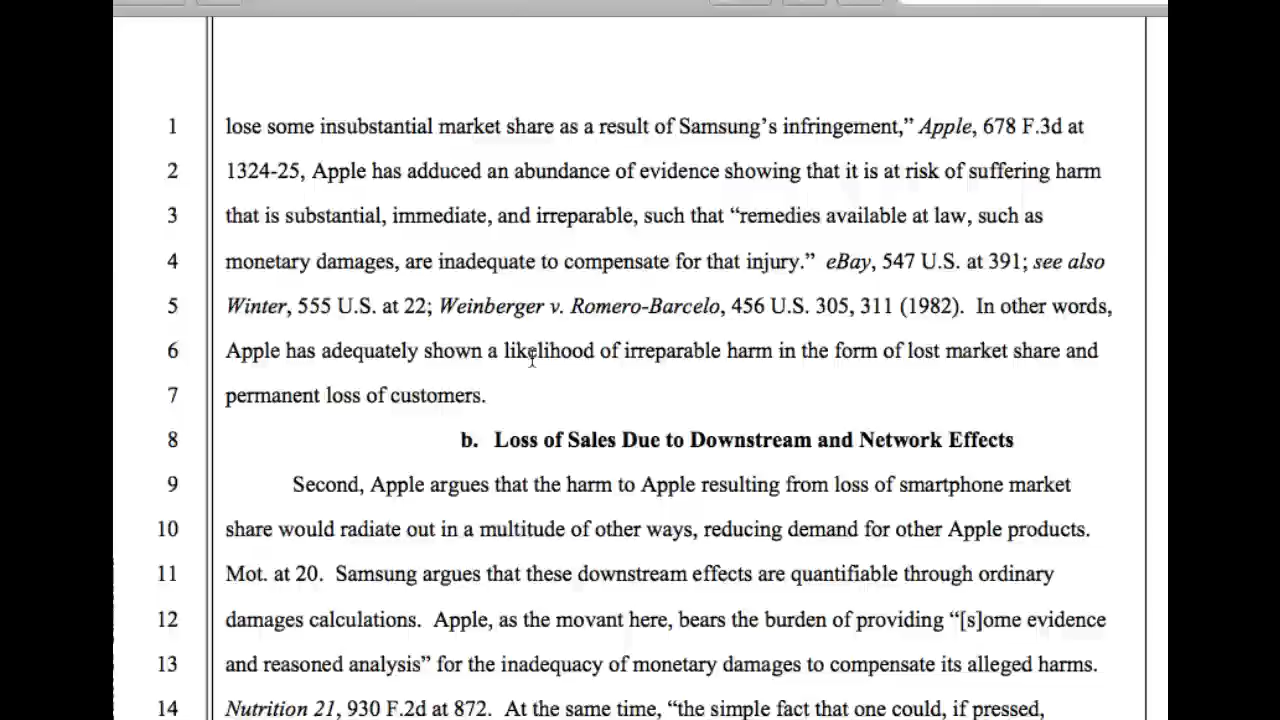 1 lose some insubstantial market share as a result of Samsung’s infringement,” Apple, 678 F.3d at
2 1324-25, Apple has adduced an abundance of evidence showing that it is at risk of suffering harm
3 that is substantial, immediate, and irreparable, such that “remedies available at law, such as
4 monetary damages, are inadequate to compensate for that injury.” eBay, 547 U.S. at 391; see also
5 Winter, 555 U.S. at 22; Weinberger v. Romero-Barcelo, 456 U.S. 305, 311 (1982). In other words,
6 Apple has adequately shown a likelihood of irreparable harm in the form of lost market share and
7 permanent loss of customers.
8 b. Loss of Sales Due to Downstream and Network Effects
9 Second, Apple argues that the harm to Apple resulting from loss of smartphone market
10 share would radiate out in a multitude of other ways, reducing demand for other Apple products.
11 Mot. at 20. Samsung argues that these downstream effects are quantifiable through ordinary
12 damages calculations. Apple, as the movant here, bears the burden of providing “[s]ome evidence
13 and reasoned analysis” for the inadequacy of monetary damages to compensate its alleged harms.
14 Nutrition 21, 930 F.2d at 872. At the same time, “the simple fact that one could, if pressed,